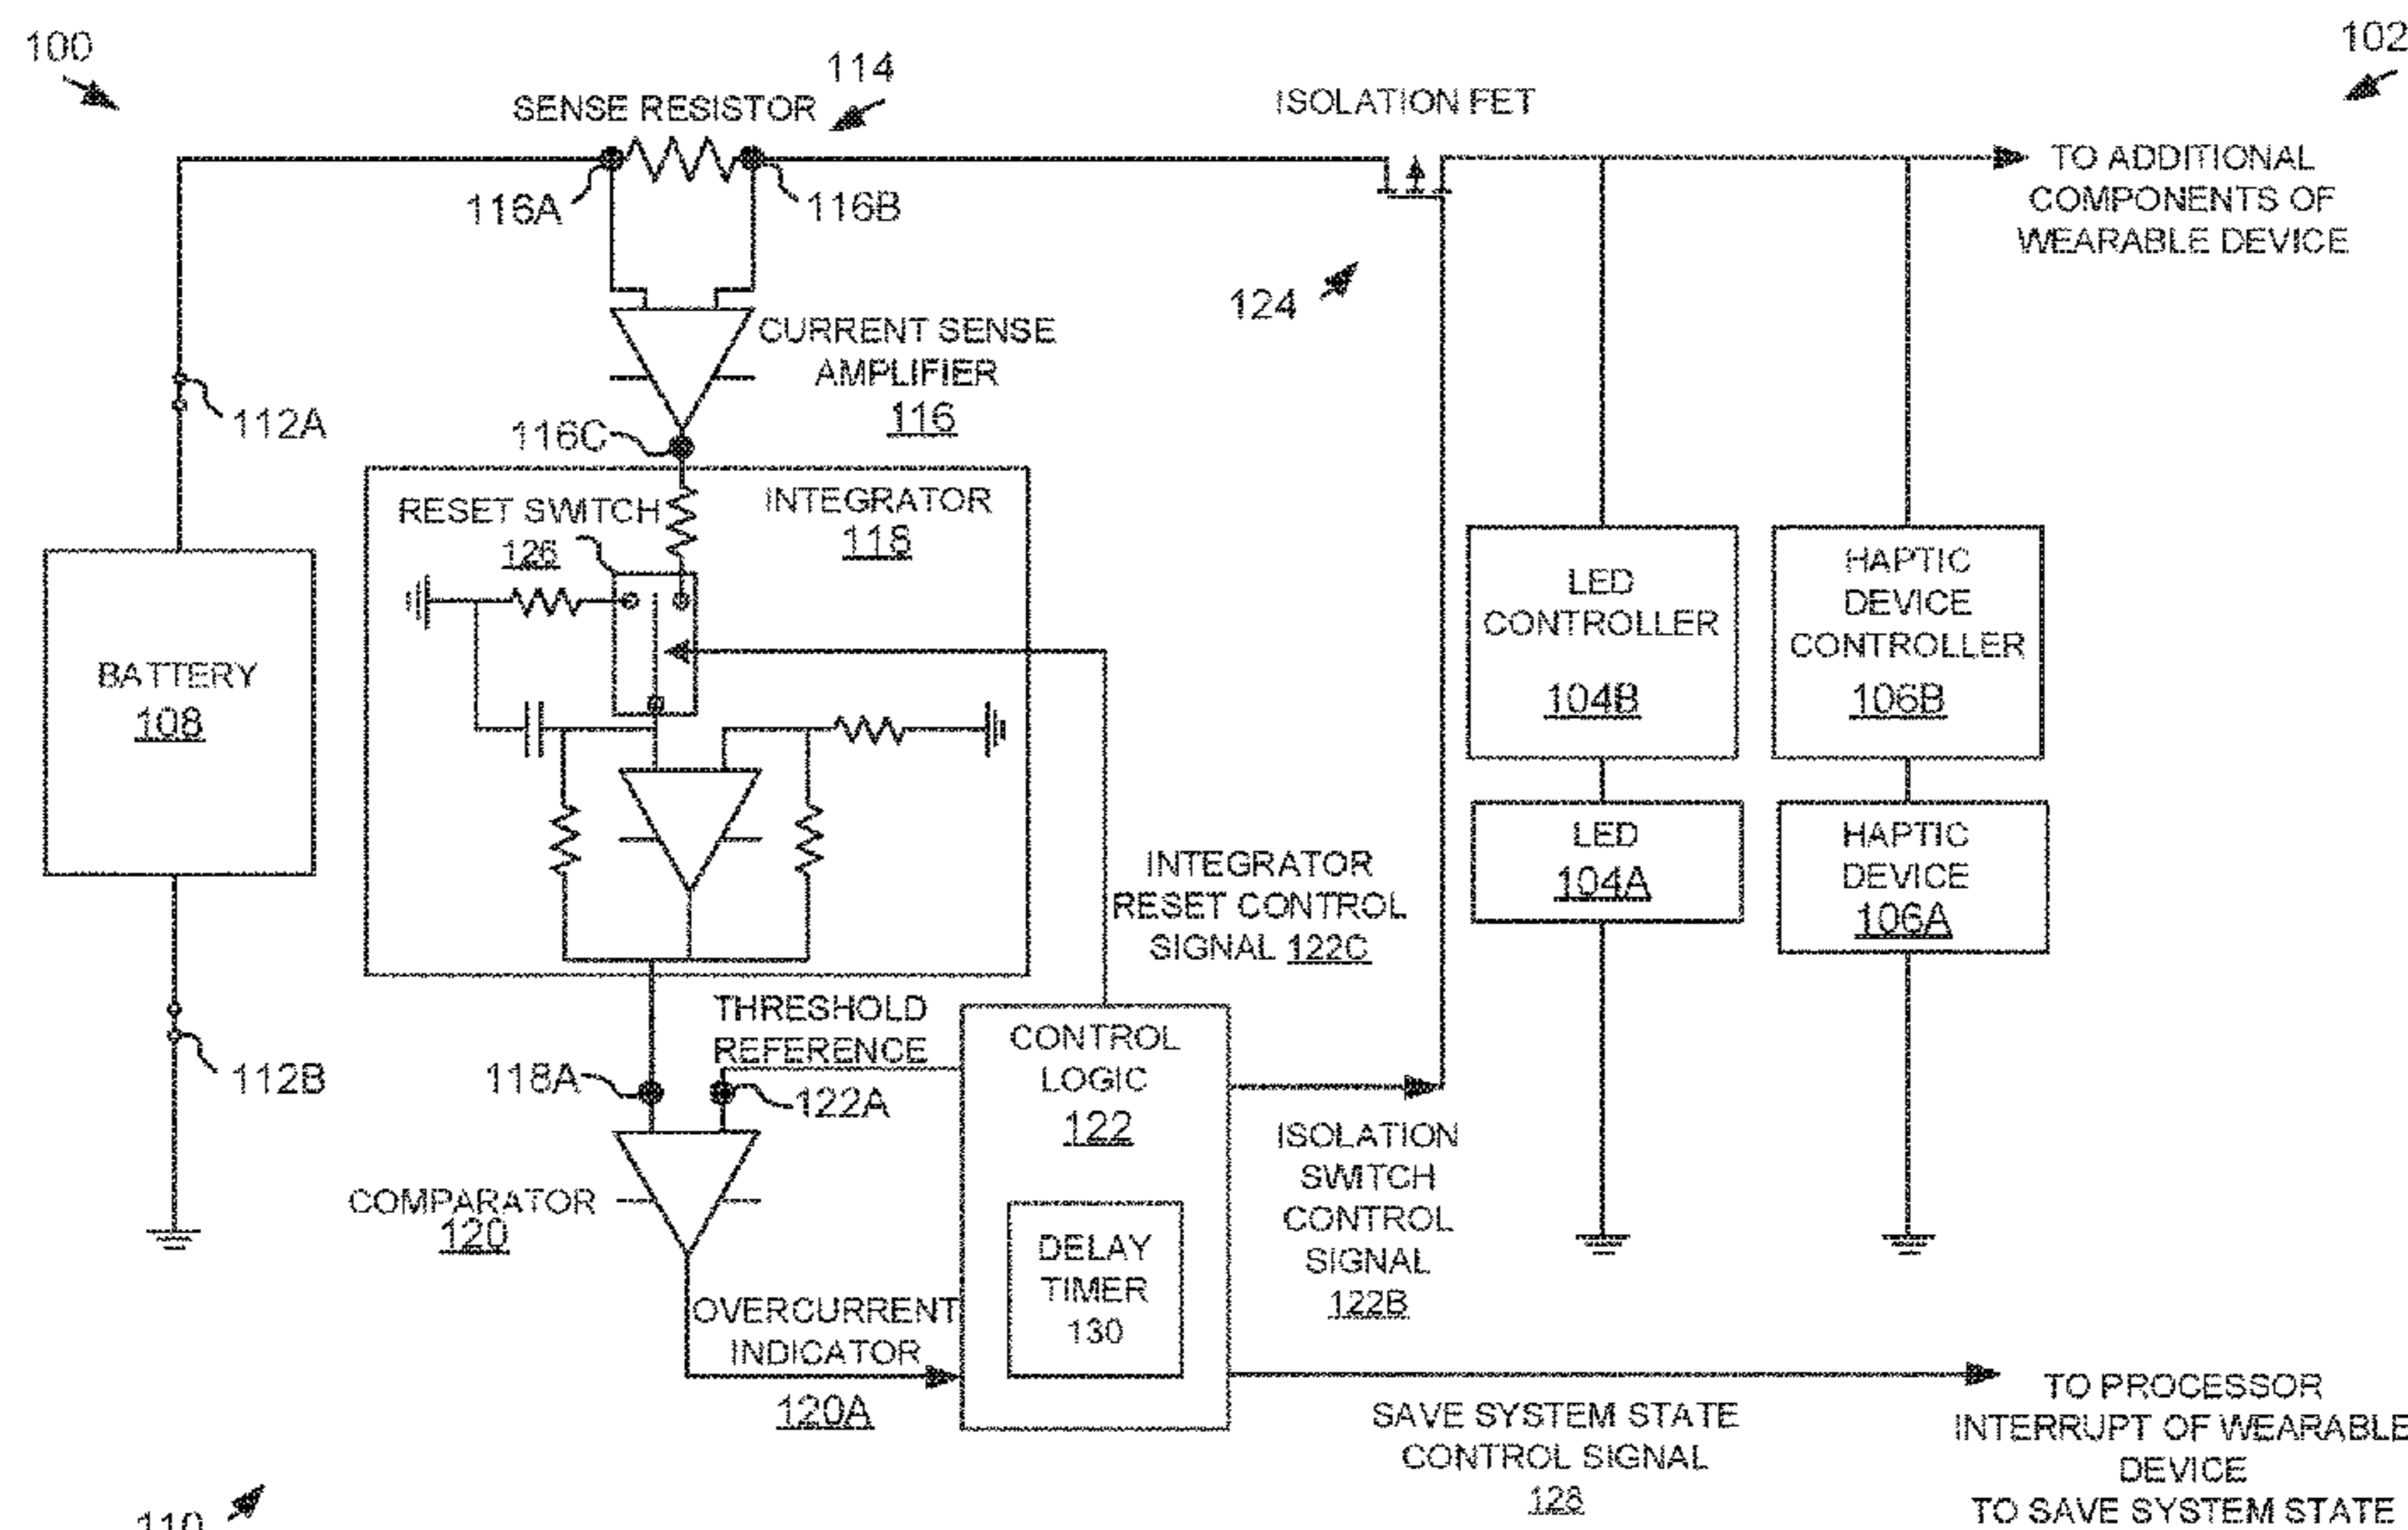 100
102
114
SENSE RESISTOR
ISOLATION FET
TO ADDITIONAL
COMPONENTS OF
WEARABLE DEVICE
116A
116B
124
CURRENT SENSE
AMPLIFIER
116
112A
116C
RESET SWITCH
126
INTEGRATOR
118
BATTERY
108
LED
CONTROLLER
104B
HAPTIC
DEVICE
CONTROLLER
106B
LED
104A
HAPTIC
DEVICE
106A
INTEGRATOR
RESET CONTROL
SIGNAL 122C
THRESHOLD
REFERENCE
112B
118A
122A
CONTROL
LOGIC
122
COMPARATOR
120
DELAY
TIMER
130
ISOLATION
SWITCH
CONTROL
SIGNAL
122B
OVERCURRENT
INDICATOR
120A
SAVE SYSTEM STATE
CONTROL SIGNAL
128
TO PROCESSOR
INTERRUPT OF WEARABLE
DEVICE
TO SAVE SYSTEM STATE
110